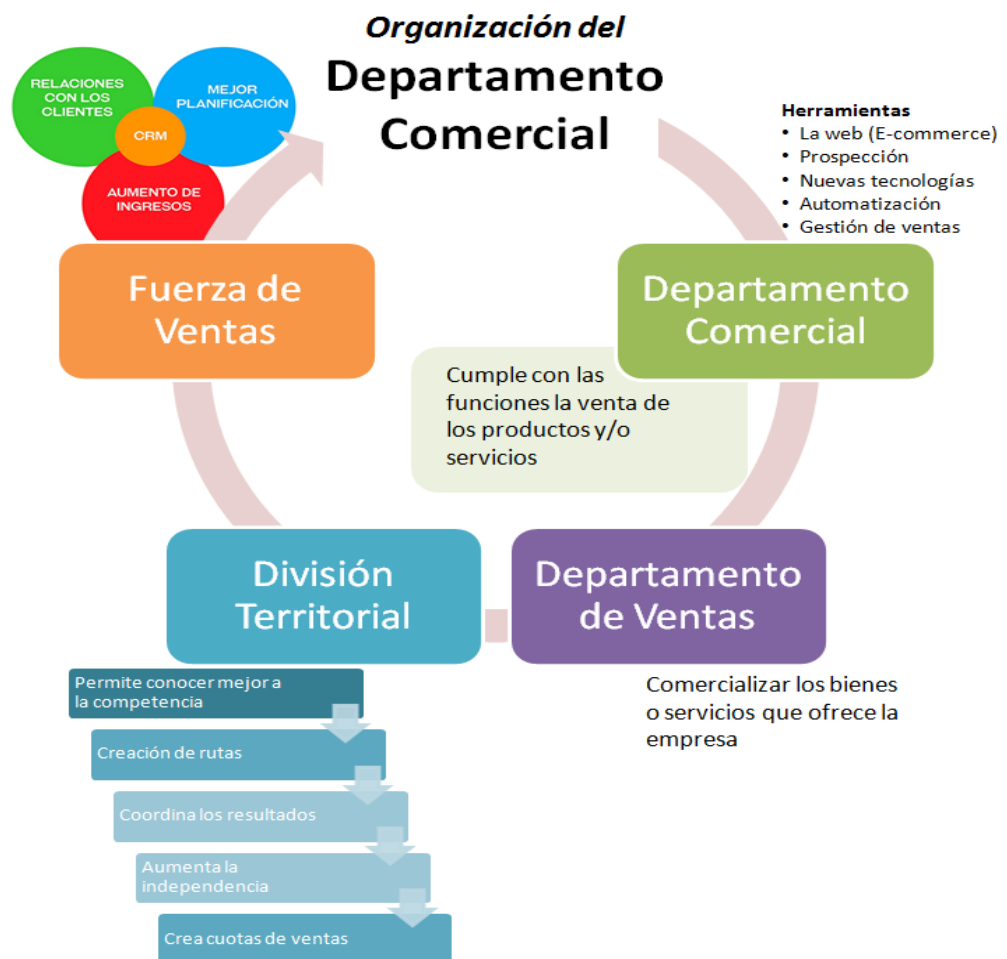 Organización del
Departamento
Comercial
RELACIONES
CON LOS
CLIENTES
MEJOR
PLANIFICACIÓN
CRM
AUMENTO DE
INGRESOS
Herramientas
• La web (E-commerce)
• Prospección
• Nuevas tecnologías
• Automatización
• Gestión de ventas
Fuerza de
Ventas
Departamento
Comercial
Cumple con las
funciones la venta de
los productos y/o
servicios
División
Territorial
Departamento
de Ventas
Permite conocer mejor a
la competencia
Creación de rutas
Coordina los resultados
Aumenta la
independencia
Crea cuotas de ventas
Comercializar los bienes
o servicios que ofrece la
empresa